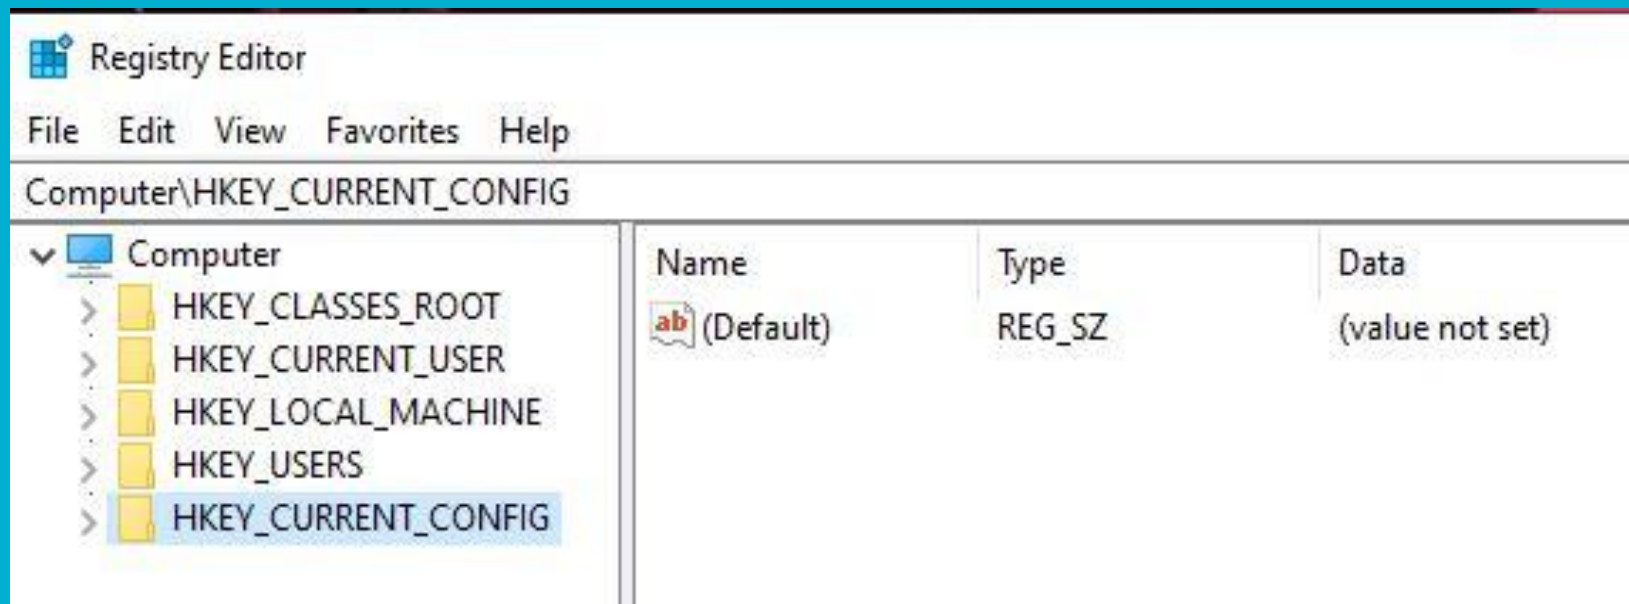 Registry Editor
File Edit View Favorites Help
Computer\HKEY_CURRENT_CONFIG
Computer
HKEY_CLASSES_ROOT
HKEY_CURRENT_USER
HKEY_LOCAL_MACHINE
HKEY_USERS
HKEY_CURRENT_CONFIG
Name Type Data
ab (Default) REG_SZ (value not set)